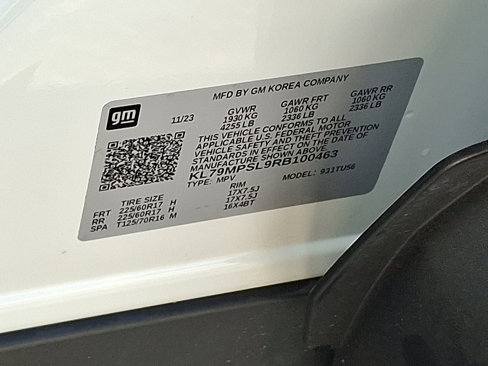 MFD BY GM KOREA COMPANY
gm
11/23 GVWR GAWR FRT GAWR RR
1930 KG 1060 KG 1060 KG
4255 LB 2336 LB 2336 LB
THIS VEHICLE CONFORMS TO ALL
APPLICABLE U.S. FEDERAL MOTOR
VEHICLE SAFETY AND THEFT PREVENTION
STANDARDS IN EFFECT ON THE DATE OF
MANUFACTURE SHOWN ABOVE.
KL79MPSL9RB100463
TYPE: MPV MODEL: 931TU56
TIRE SIZE RIM
FRT 225/60R17 H 17X7.5J
RR 225/60R17 H 17X7.5J
SPA T125/70R16 M 16X4BT